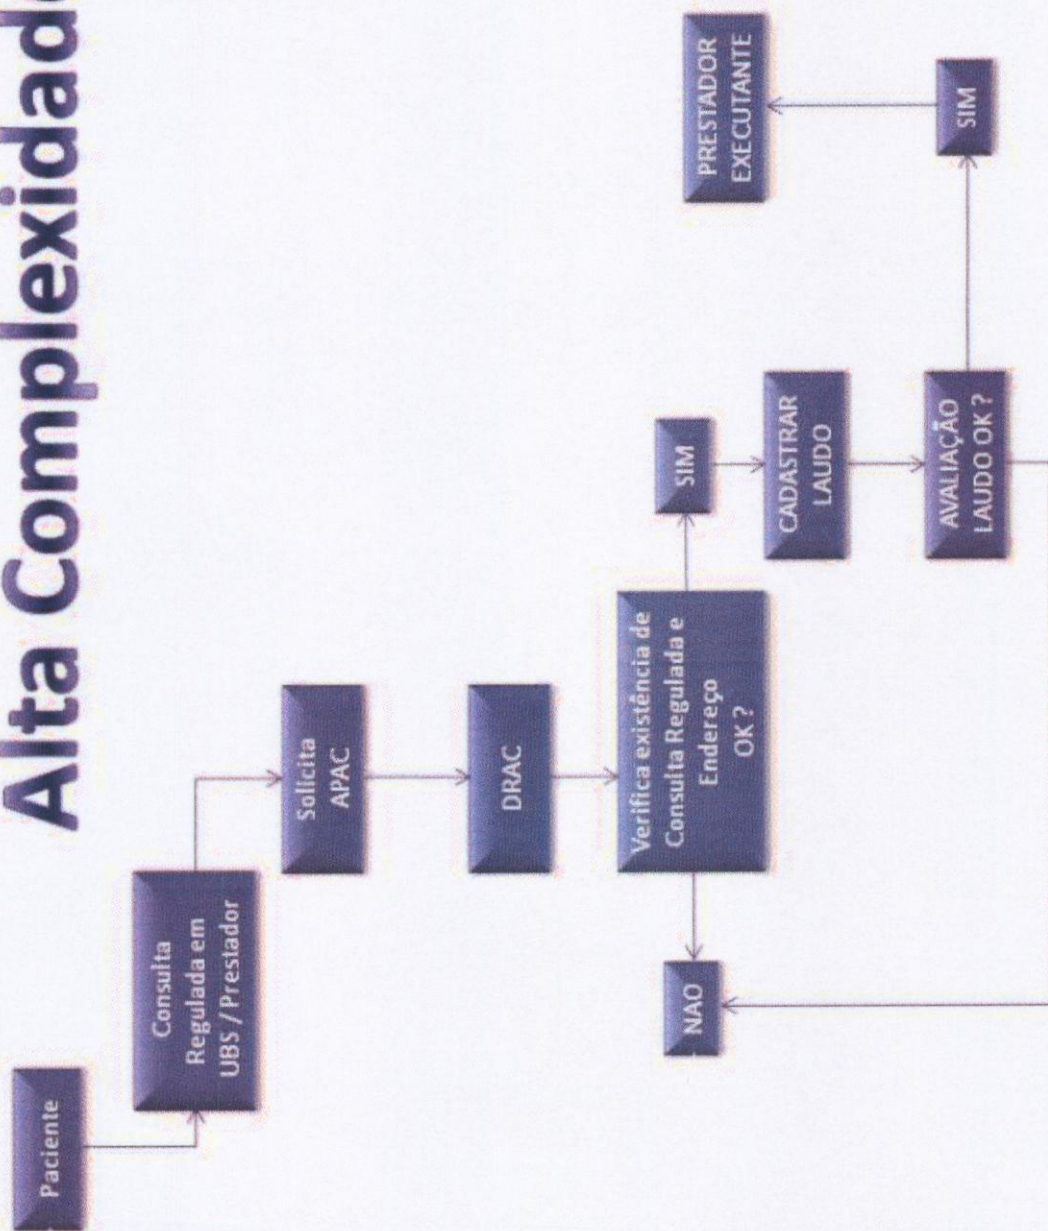 Alta Complexidade
Paciente
Consulta
Regulada em
UBS / Prestador
Solicita
APAC
DRAC
Verifica existência de
Consulta Regulada e
Endereço
OK ?
NAO
SIM
CADASTRAR
LAUDO
AVALIAÇÃO
LAUDO OK ?
SIM
PRESTADOR
EXECUTANTE